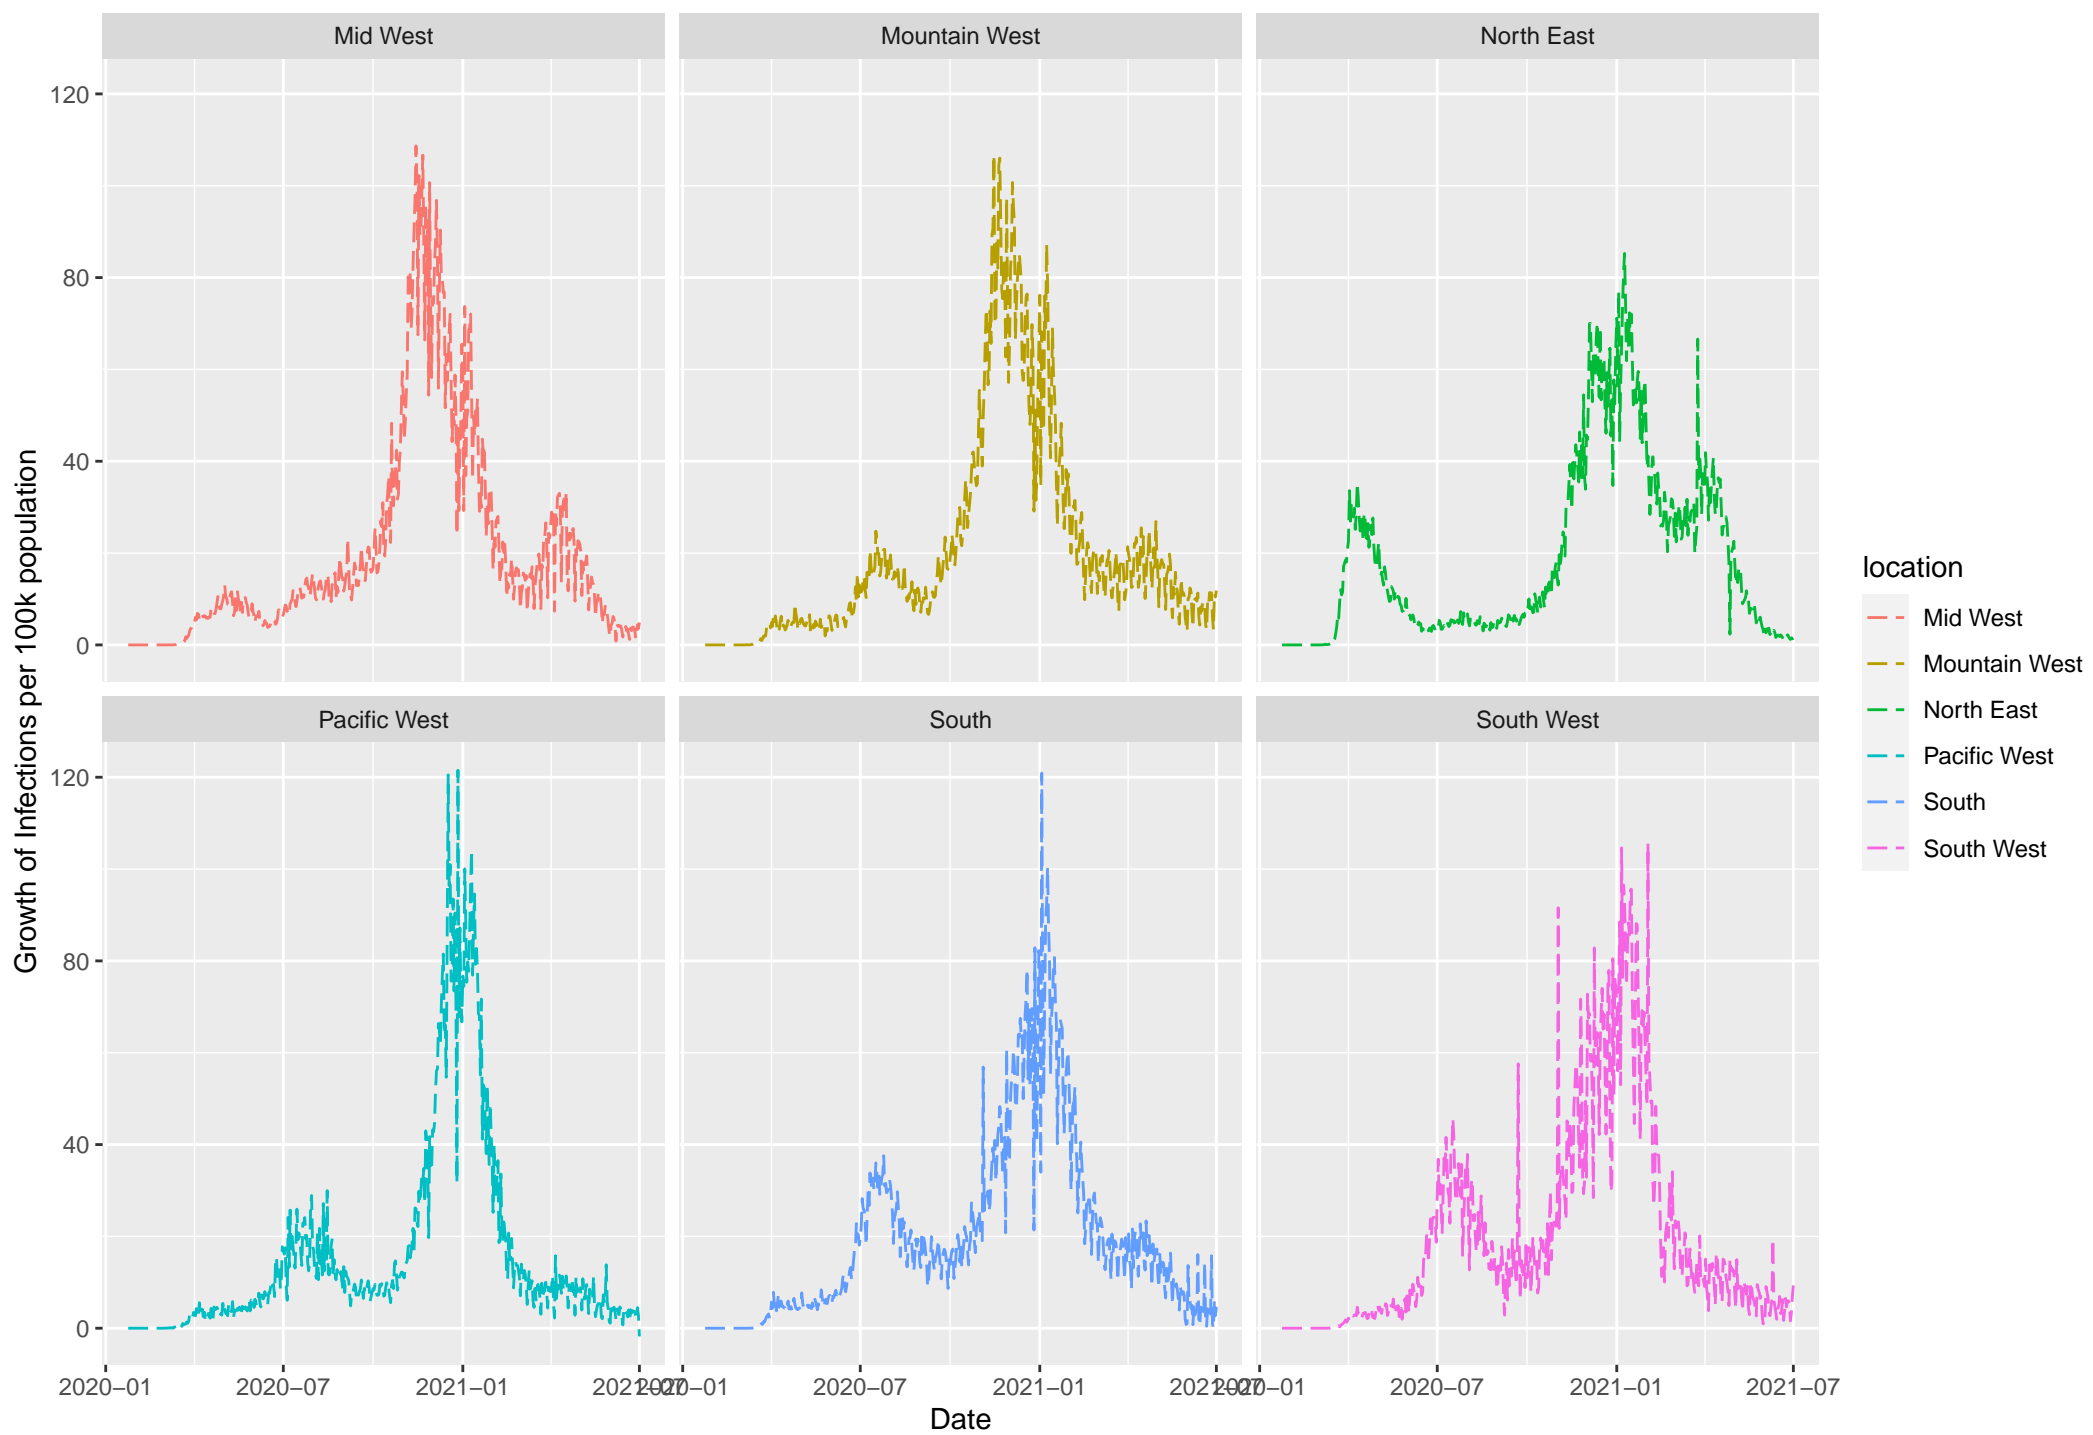 Mid West
Mountain West
North East
120
80
40
0
Pacific West
South
South West
120
80
40
0
2020–01
2020–07
2021–01
2021–07
2020–01
2020–07
2021–01
2021–07
2020–01
2020–07
2021–01
2021–07
Date
Growth of Infections per 100k population
location
Mid West
Mountain West
North East
Pacific West
South
South West